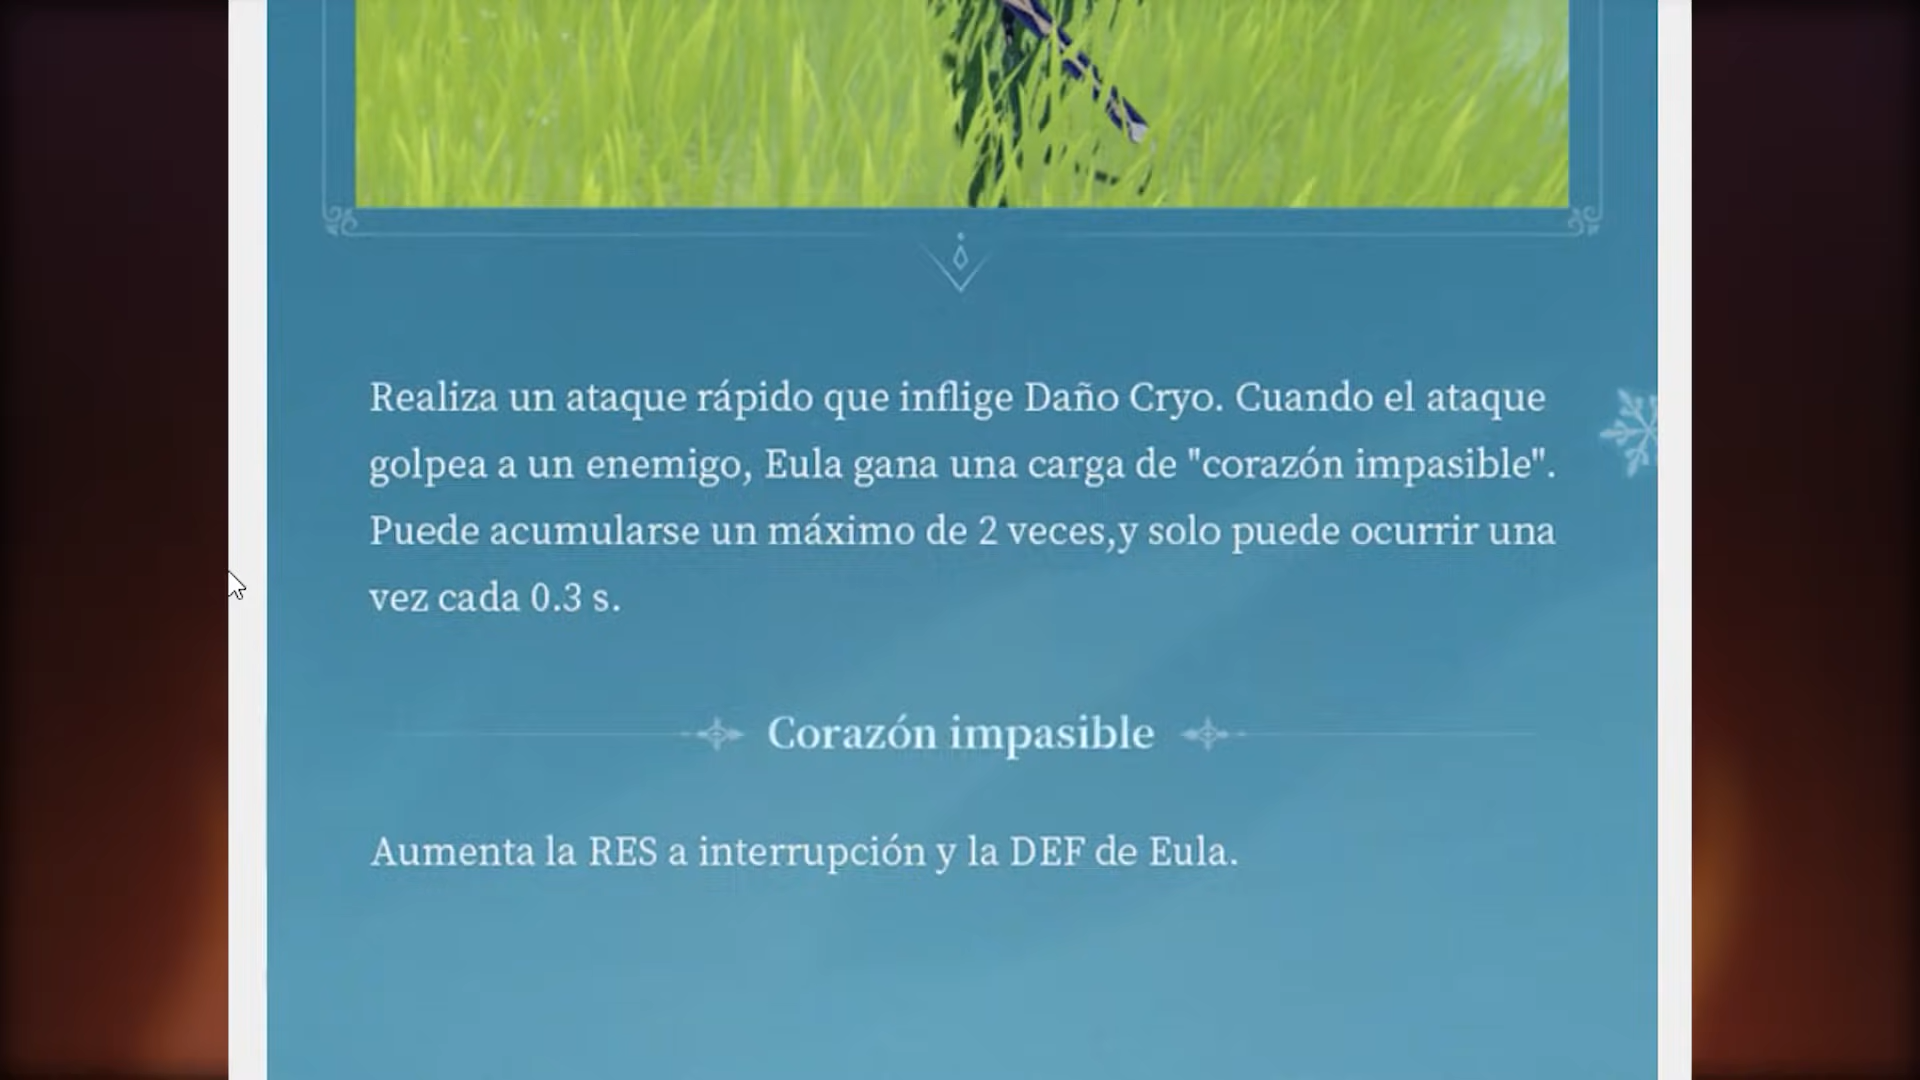 Realiza un ataque rápido que inflige Daño Cryo. Cuando el ataque
golpea a un enemigo, Eula gana una carga de "corazón impasible".
Puede acumularse un máximo de 2 veces,y solo puede ocurrir una
vez cada 0.3 s.
Corazón impasible
Aumenta la RES a interrupción y la DEF de Eula.